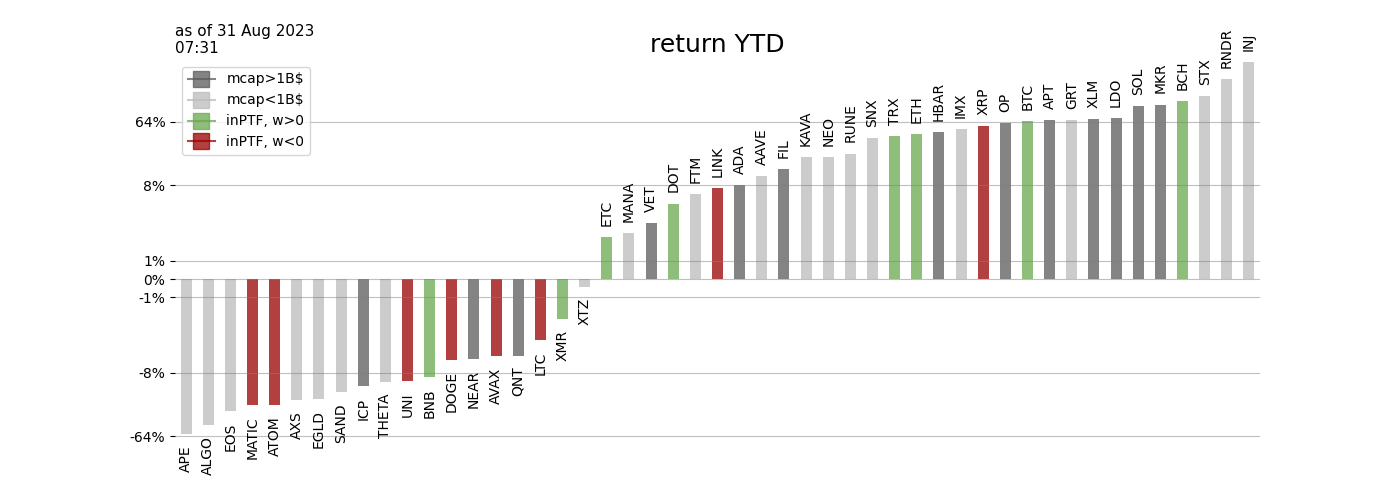 as of 31 Aug 2023
07:31
return YTD
mcap>1B$
mcap<1B$
inPTF, w>0
inPTF, w<0
64%
8%
1%
0%
-1%
-8%
-64%
APE
ALGO
EOS
MATIC
ATOM
AXS
EGLD
SAND
ICP
THETA
UNI
BNB
DOGE
NEAR
AVAX
QNT
LTC
XMR
XTZ
ETC
MANA
VET
DOT
FTM
LINK
ADA
AAVE
FIL
KAVA
NEO
RUNE
SNX
TRX
ETH
HBAR
IMX
XRP
OP
BTC
APT
GRT
XLM
LDO
SOL
MKR
BCH
STX
RNDR
INJ